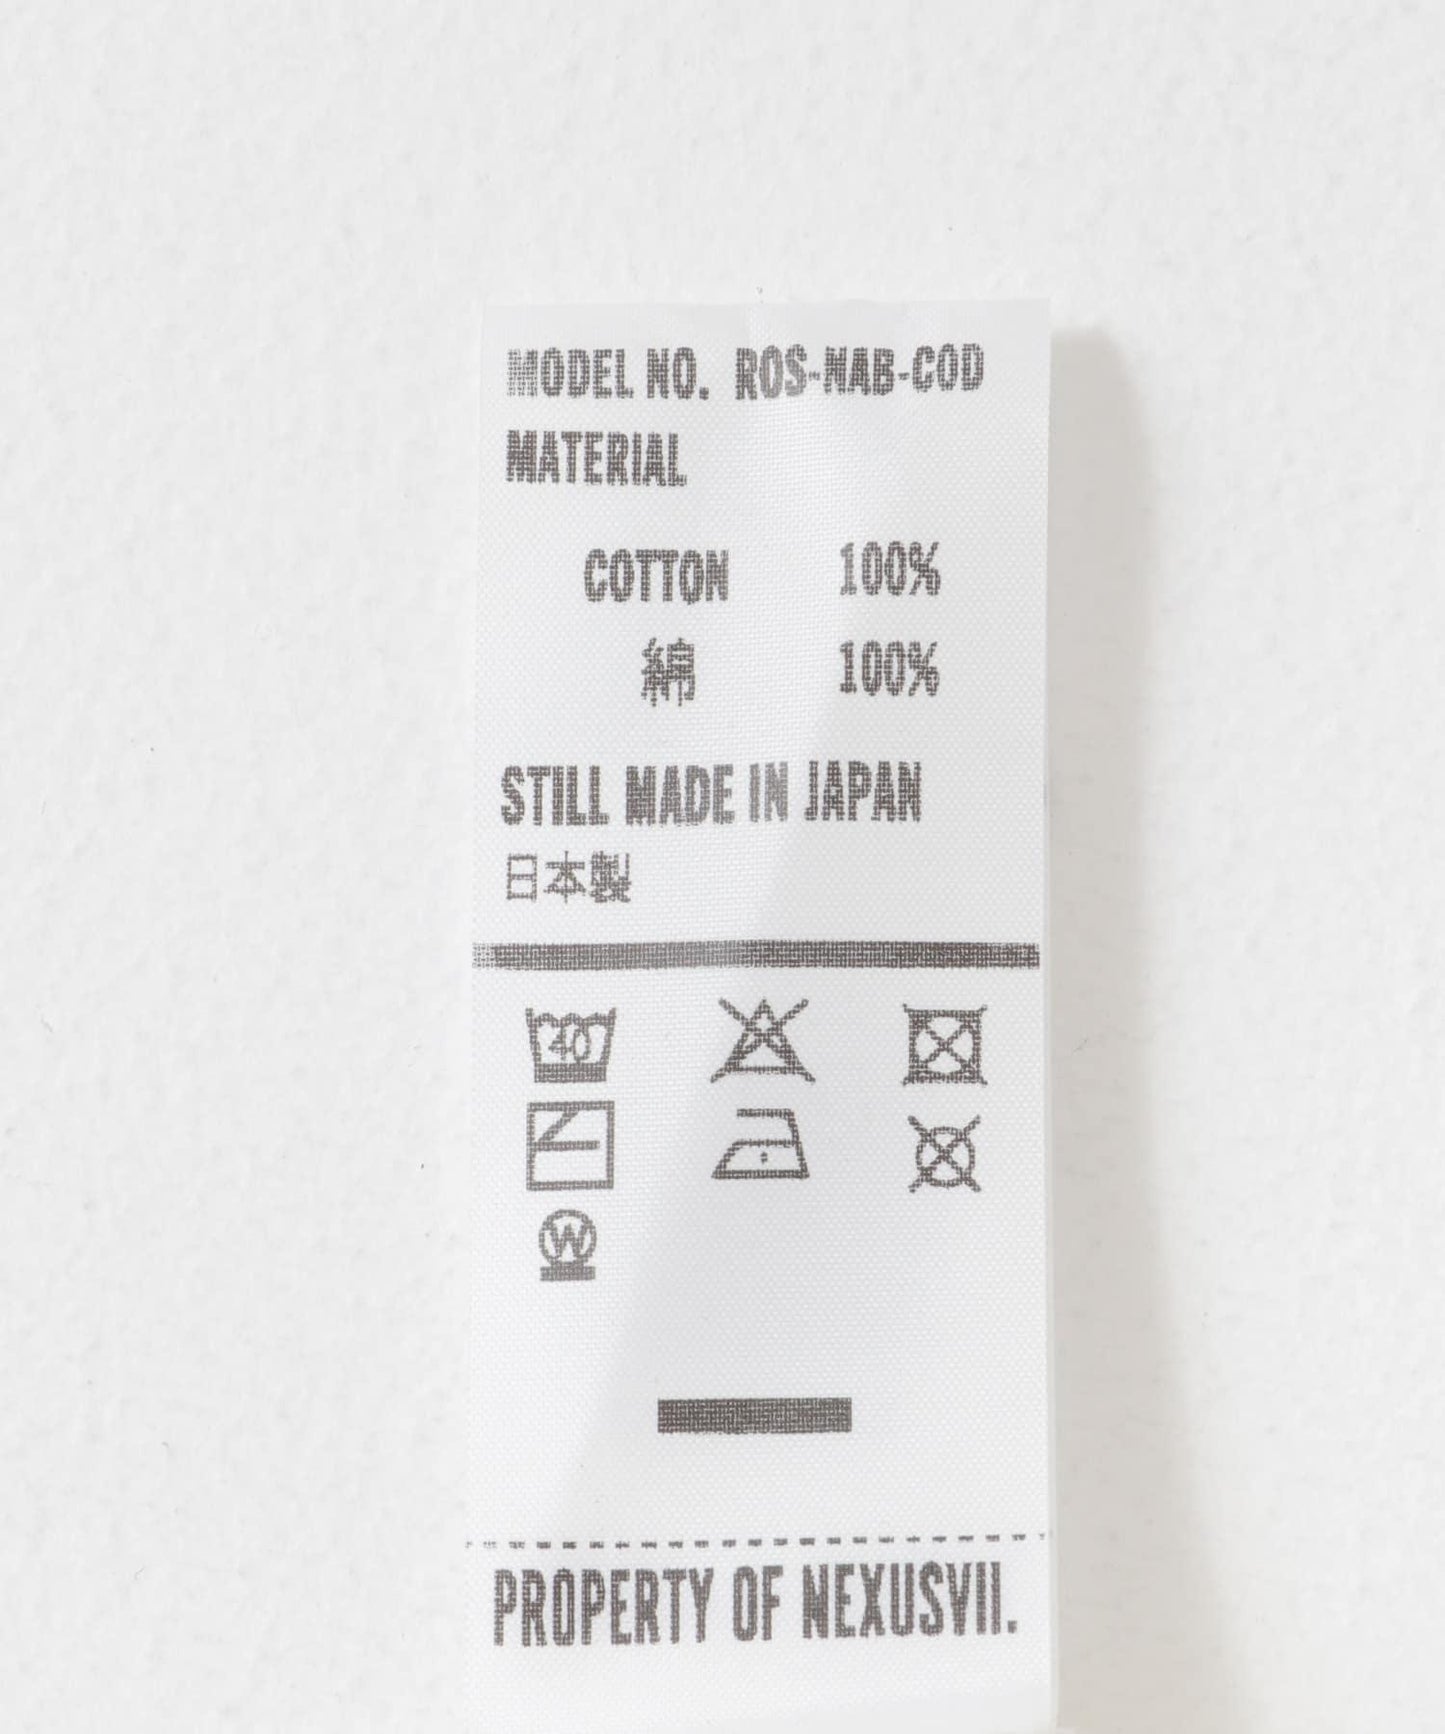 MODEL NO. ROS-NAB-COD
MATERIAL
COTTON 100%
綿 100%
STILL MADE IN JAPAN
日本製
40
W
PROPERTY OF NEXUSVII.